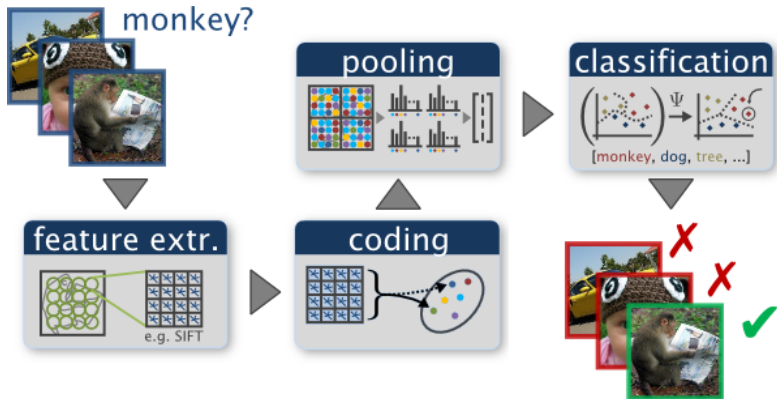 monkey?
feature extr.
e.g. SIFT
coding
pooling
classification
Ψ
[monkey, dog, tree, ...]